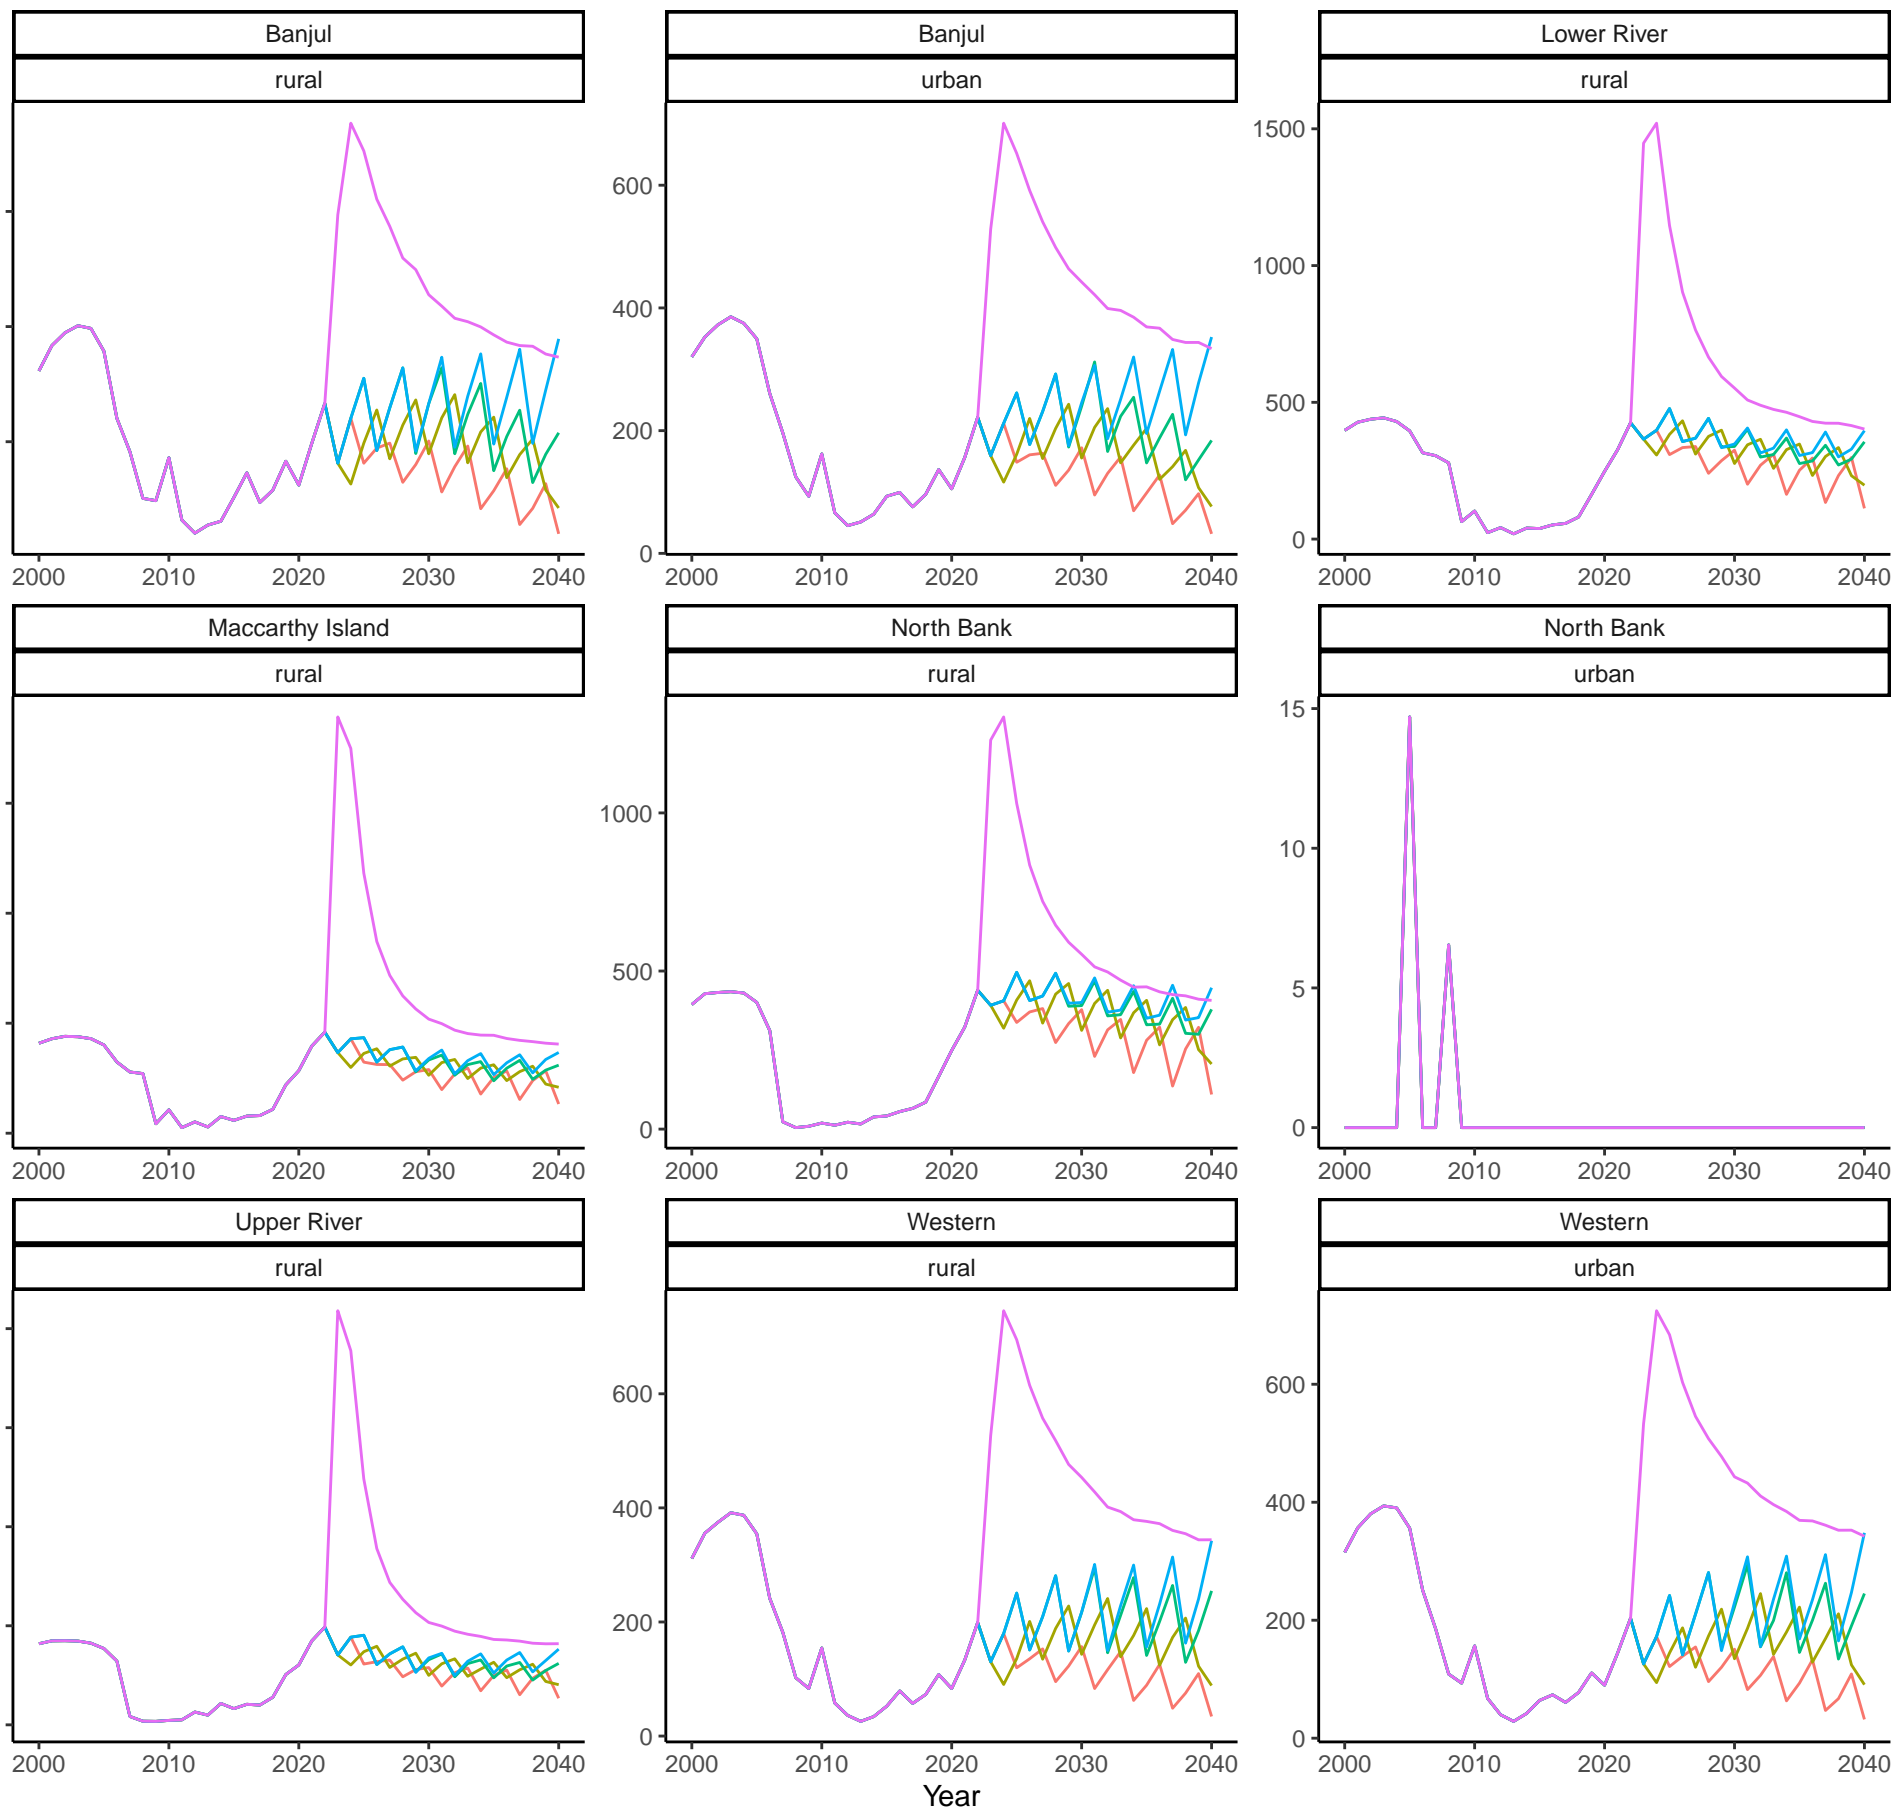 Banjul
Banjul
Lower River
rural
urban
rural
1500
600
1000
400
500
200
0
0
2000 2010 2020 2030 2040
2000 2010 2020 2030 2040
2000 2010 2020 2030 2040
Maccarthy Island
North Bank
North Bank
rural
rural
urban
15
1000
10
500
5
0
0
2000 2010 2020 2030 2040
2000 2010 2020 2030 2040
2000 2010 2020 2030 2040
Upper River
Western
Western
rural
rural
urban
600
600
400
400
200
200
0
0
2000 2010 2020 2030 2040
2000 2010 2020 2030 2040
2000 2010 2020 2030 2040
Year